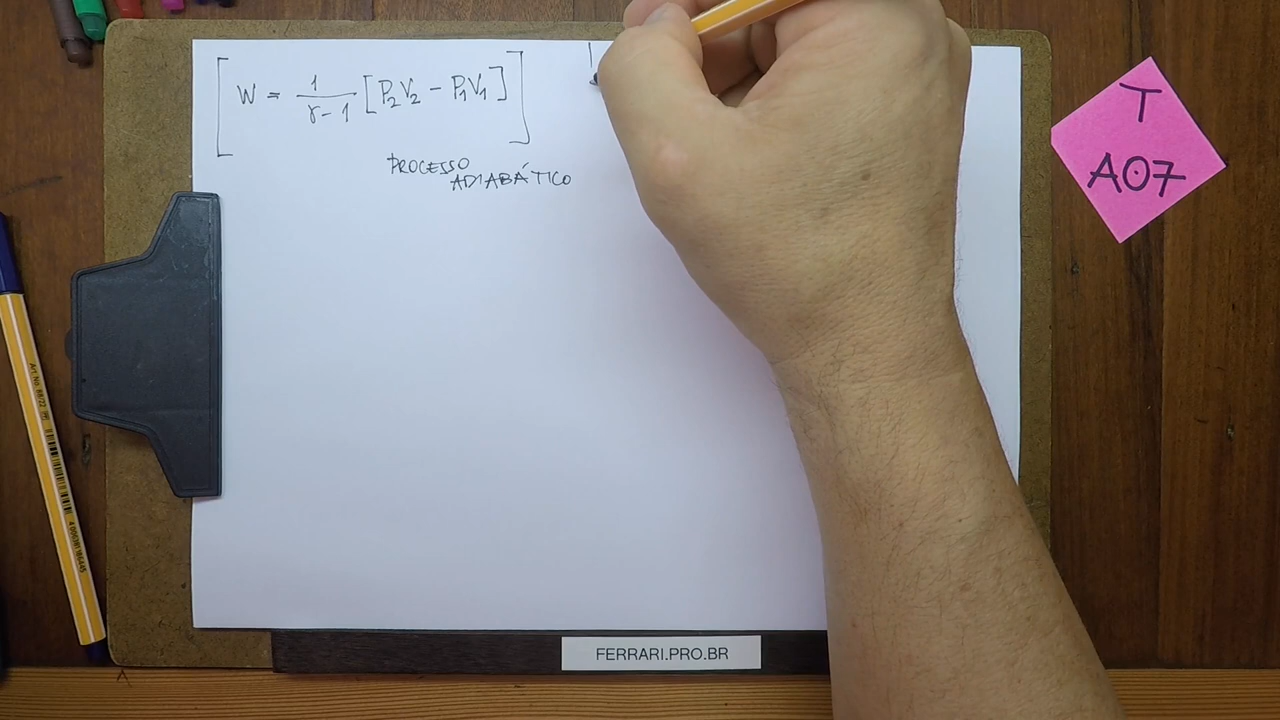 W = 1/(γ-1) [P₂V₂ - P₁V₁]
PROCESSO
ADIABÁTICO
T
A07
FERRARI.PRO.BR